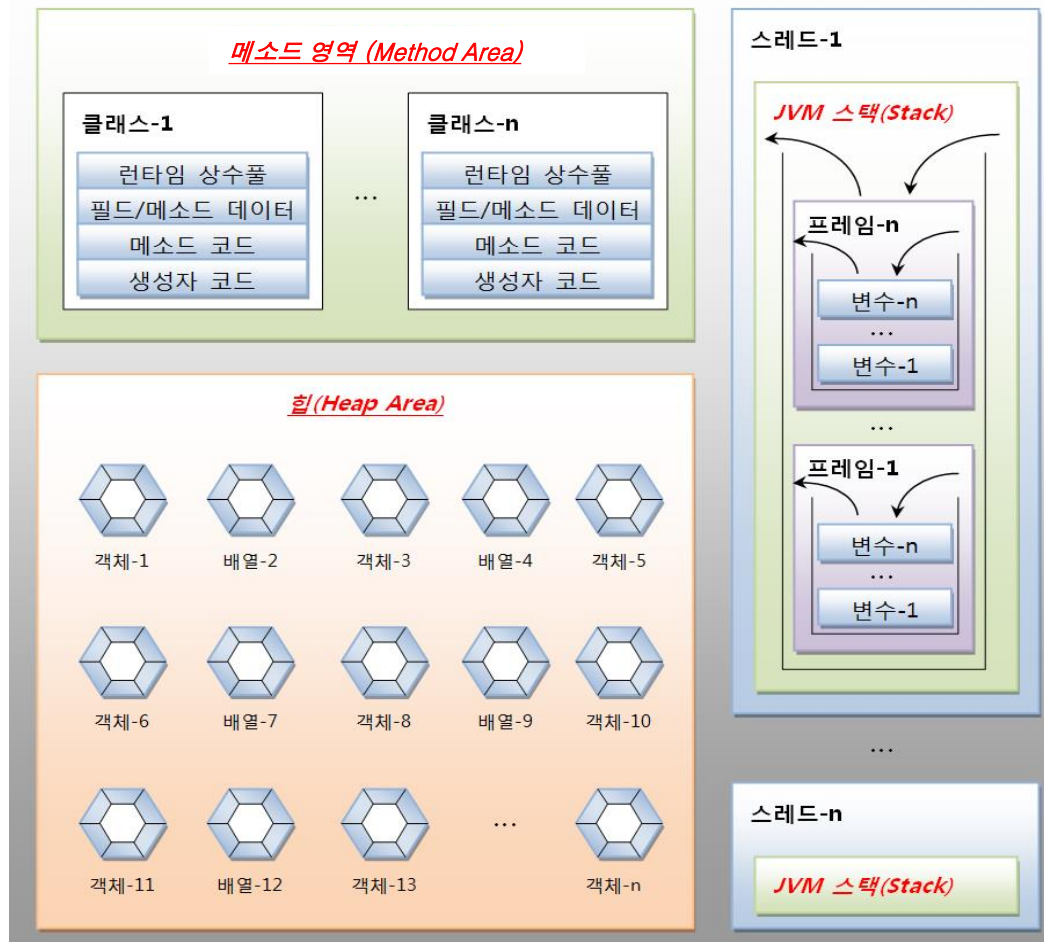 메소드 영역 (Method Area)
클래스-1
런타임 상수풀
필드/메소드 데이터
메소드 코드
생성자 코드
...
클래스-n
런타임 상수풀
필드/메소드 데이터
메소드 코드
생성자 코드
힙(Heap Area)
객체-1
배열-2
객체-3
배열-4
객체-5
객체-6
배열-7
객체-8
배열-9
객체-10
객체-11
배열-12
객체-13
...
객체-n
스레드-1
JVM 스택(Stack)
프레임-n
변수-n
...
변수-1
...
프레임-1
변수-n
...
변수-1
...
스레드-n
JVM 스택(Stack)